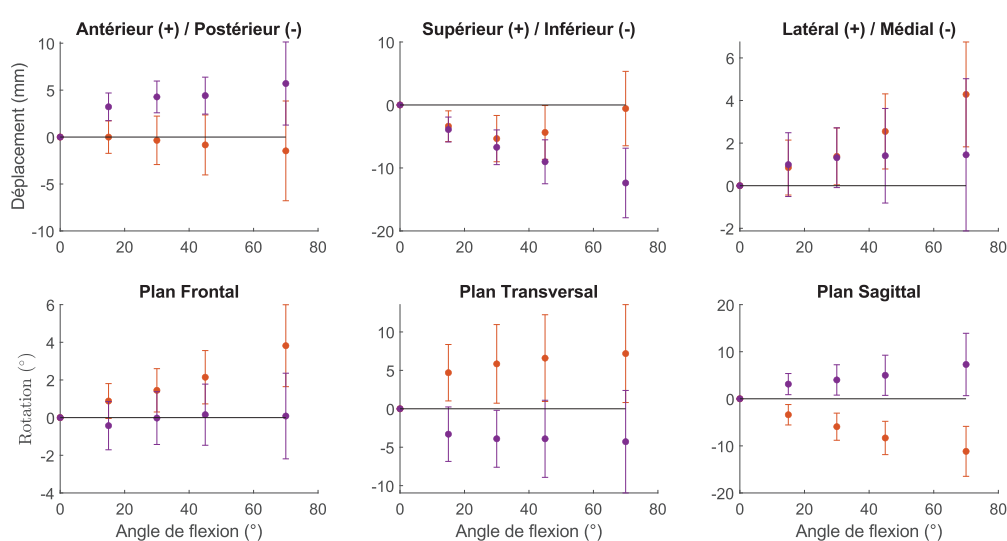 Antérieur (+) / Postérieur (-)
Supérieur (+) / Inférieur (-)
Latéral (+) / Médial (-)
Déplacement (mm)
10
5
0
-5
-10
0 20 40 60 80
10
0
-10
-20
0 20 40 60 80
6
4
2
0
-2
0 20 40 60 80
Plan Frontal
Plan Transversal
Plan Sagittal
Rotation (°)
6
4
2
0
-2
-4
0 20 40 60 80
Angle de flexion (°)
10
5
0
-5
-10
0 20 40 60 80
Angle de flexion (°)
20
10
0
-10
-20
0 20 40 60 80
Angle de flexion (°)